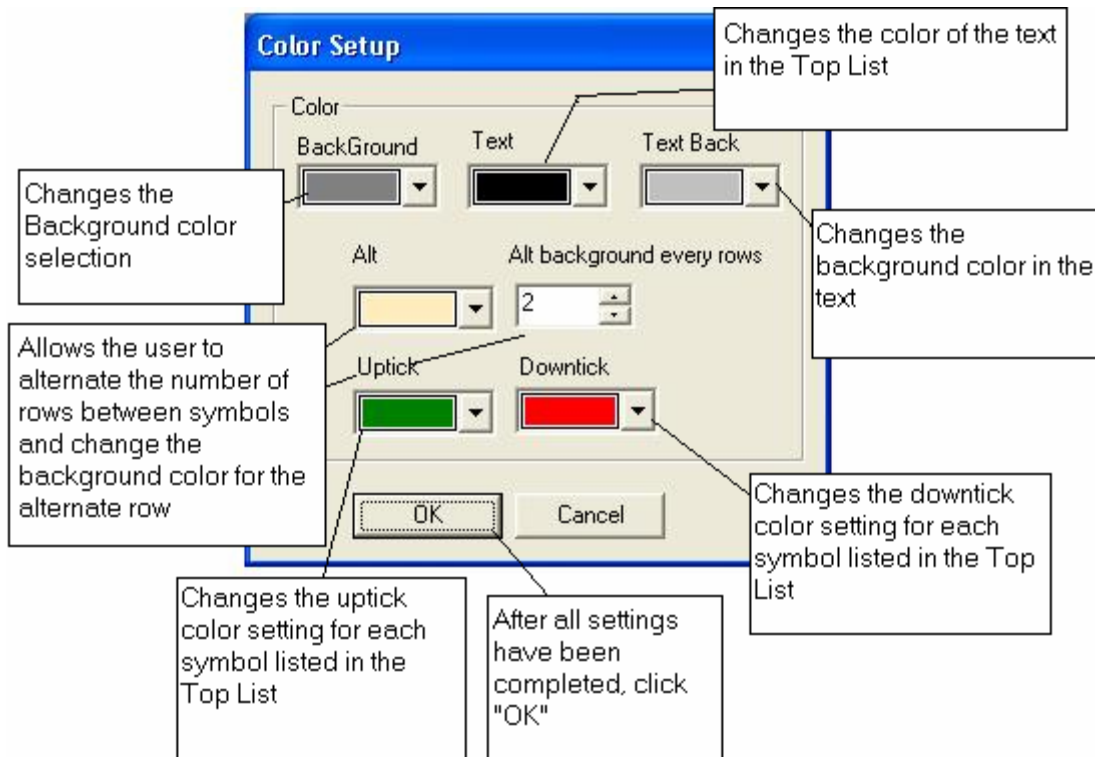 Color Setup
Changes the color of the text
in the Top List
Color
BackGround
Text
Text Back
Changes the
Background color
selection
Changes the
background color in the
text
Alt
Alt background every rows
2
Allows the user to
alternate the number of
rows between symbols
and change the
background color for the
alternate row
Uptick
Downtick
OK
Cancel
Changes the downtick
color setting for each
symbol listed in the Top
List
Changes the uptick
color setting for each
symbol listed in the
Top List
After all settings
have been
completed, click
"OK"